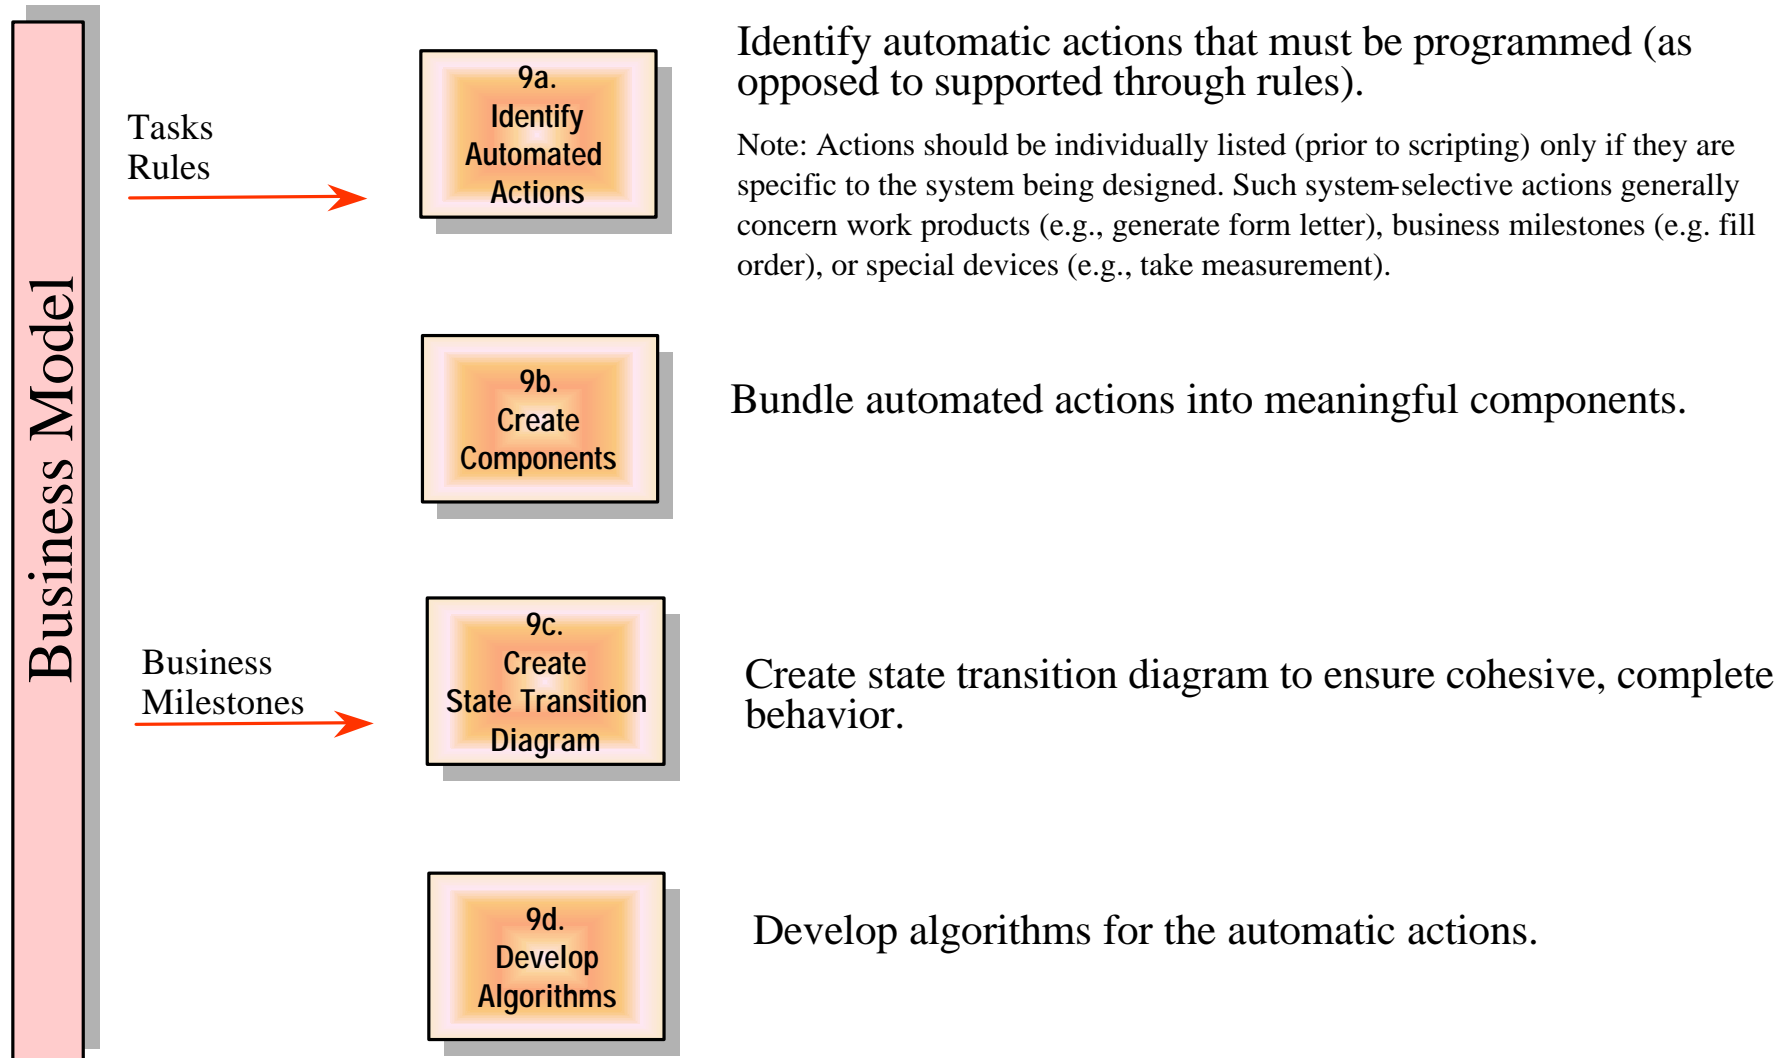 Business Model
Tasks
Rules
9a.
Identify
Automated
Actions
Identify automatic actions that must be programmed (as
opposed to supported through rules).
Note: Actions should be individually listed (prior to scripting) only if they are
specific to the system being designed. Such system-selective actions generally
concern work products (e.g., generate form letter), business milestones (e.g. fill
order), or special devices (e.g., take measurement).
9b.
Create
Components
Bundle automated actions into meaningful components.
Business
Milestones
9c.
Create
State Transition
Diagram
Create state transition diagram to ensure cohesive, complete
behavior.
9d.
Develop
Algorithms
Develop algorithms for the automatic actions.